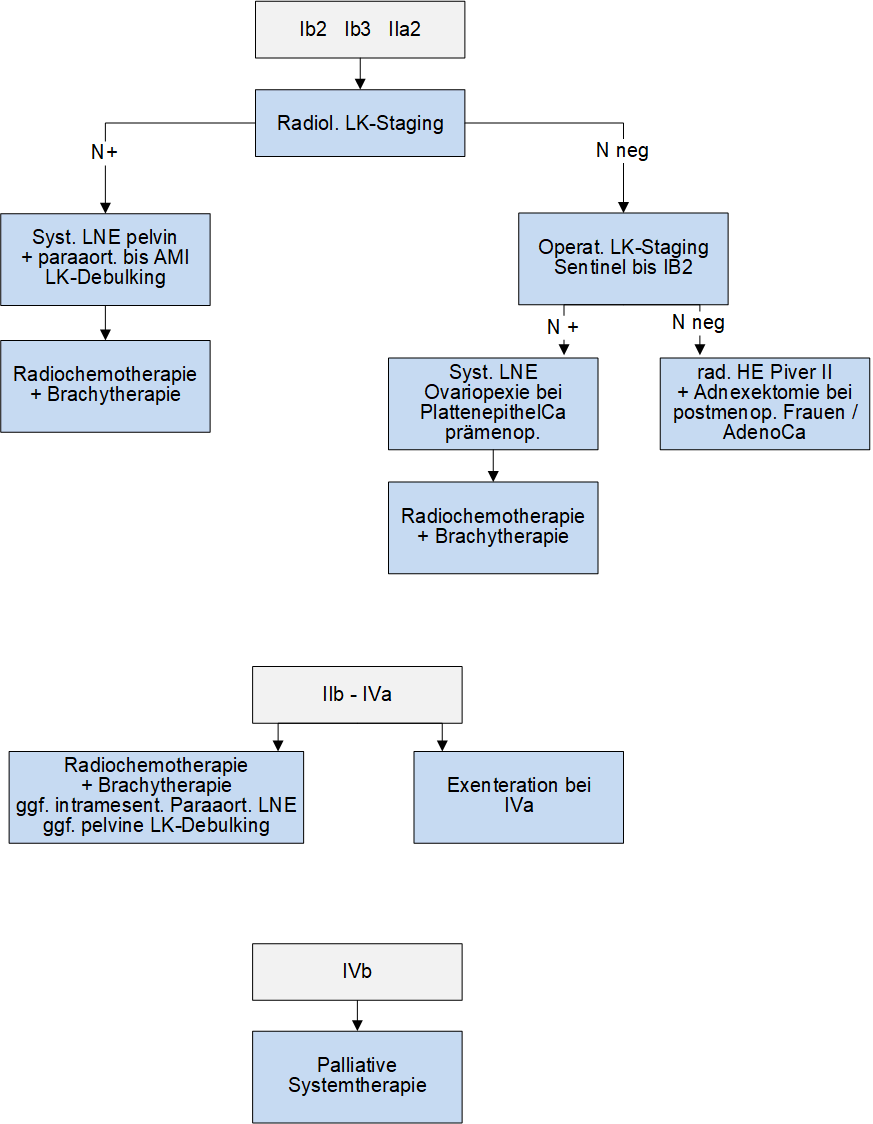 Ib2 Ib3 IIa2
Radiol. LK-Staging
N+
N neg
Syst. LNE pelvin
+ paraaort. bis AMI
LK-Debulking
Operat. LK-Staging
Sentinel bis IB2
N +
N neg
Radiochemotherapie
+ Brachytherapie
Syst. LNE
Ovariopexie bei
PlattenepithelCa
prämenop.
rad. HE Piver II
+ Adnexektomie bei
postmenop. Frauen /
AdenoCa
Radiochemotherapie
+ Brachytherapie
IIb - IVa
Radiochemotherapie
+ Brachytherapie
ggf. intramesent. Paraaort. LNE
ggf. pelvine LK-Debulking
Exenteration bei
IVa
IVb
Palliative
Systemtherapie